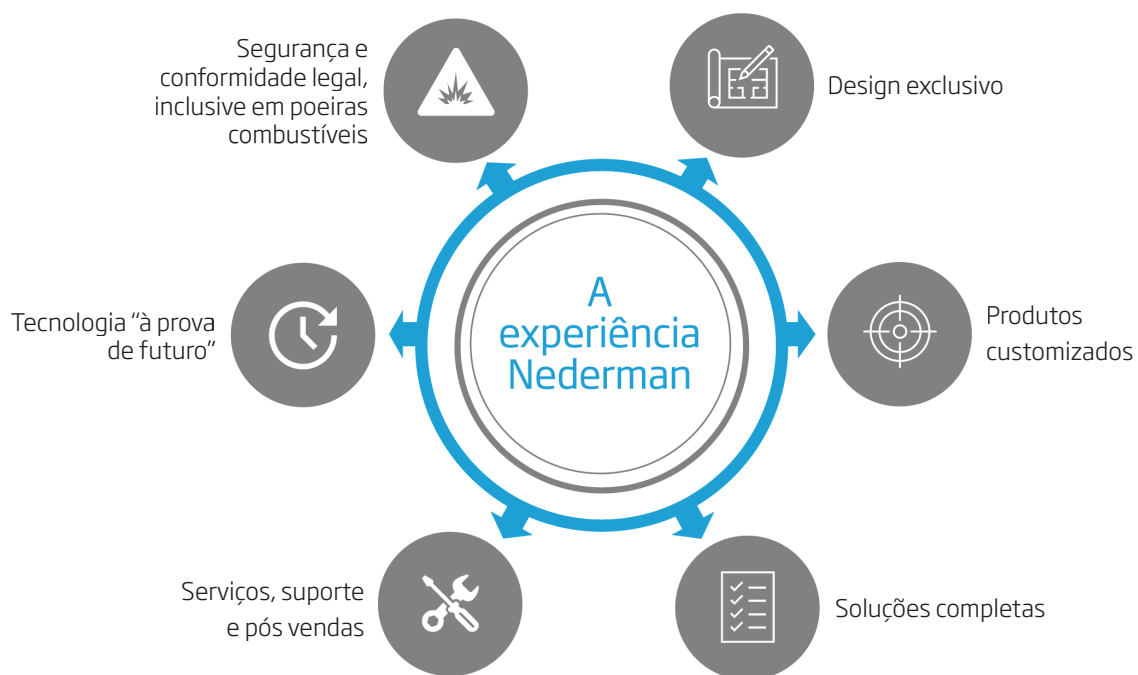 Segurança e
conformidade legal,
inclusive em poeiras
combustíveis
Design exclusivo
A
experiência
Nederman
Tecnologia “à prova
de futuro”
Produtos
customizados
Serviços, suporte
e pós vendas
Soluções completas